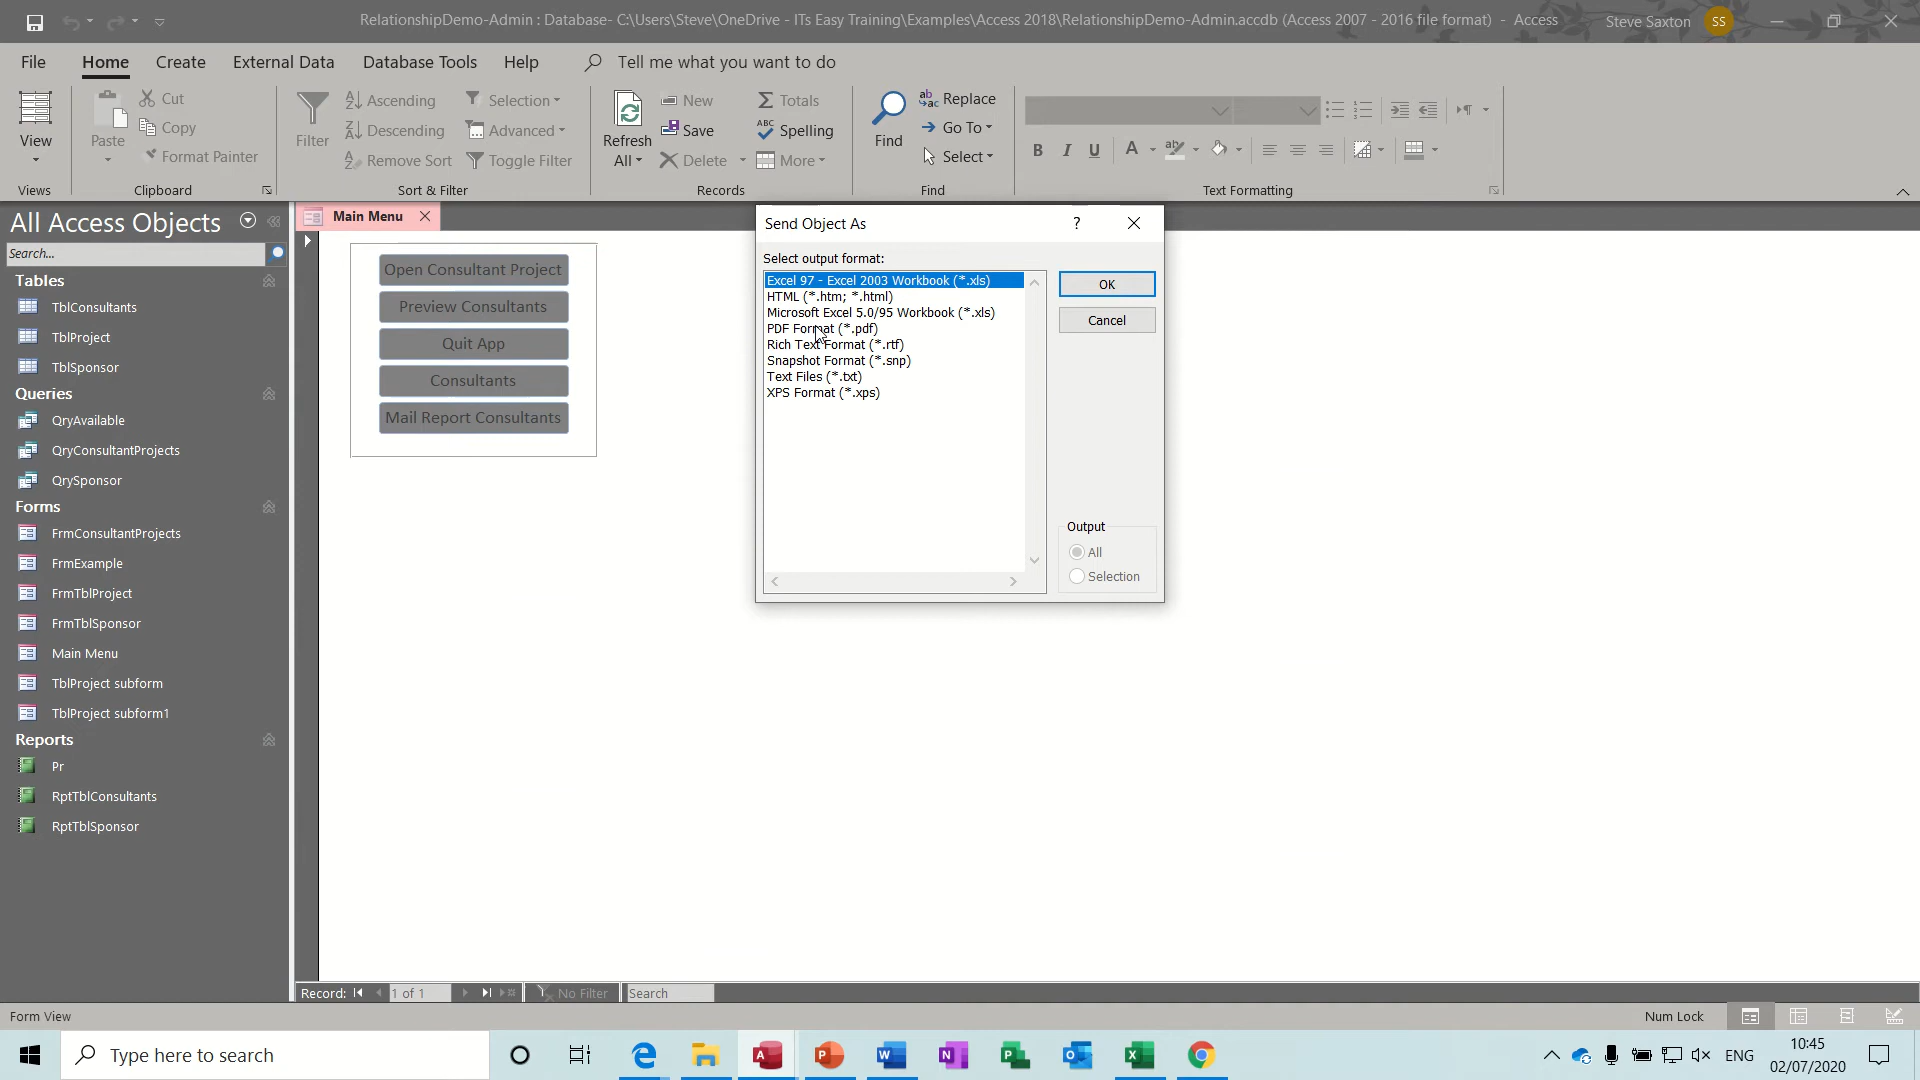 RelationshipDemo-Admin : Database- C:\Users\Steve\OneDrive - ITs Easy Training\Examples\Access 2018\RelationshipDemo-Admin.accdb (Access 2007 - 2016 file format) - Access
Steve Saxton
SS
File Home Create External Data Database Tools Help Tell me what you want to do
View
Views
Paste
Cut
Copy
Format Painter
Clipboard
Filter
Ascending
Descending
Remove Sort
Selection
Advanced
Toggle Filter
Sort & Filter
Refresh
All
New
Save
Delete
Totals
Spelling
More
Records
Find
Replace
Go To
Select
Find
B I U A
Text Formatting
All Access Objects
Search...
Tables
TblConsultants
TblProject
TblSponsor
Queries
QryAvailable
QryConsultantProjects
QrySponsor
Forms
FrmConsultantProjects
FrmExample
FrmTblProject
FrmTblSponsor
Main Menu
TblProject subform
TblProject subform1
Reports
Pr
RptTblConsultants
RptTblSponsor
Main Menu
Open Consultant Project
Preview Consultants
Quit App
Consultants
Mail Report Consultants
Send Object As
?
Select output format:
Excel 97 - Excel 2003 Workbook (*.xls)
HTML (*.htm; *.html)
Microsoft Excel 5.0/95 Workbook (*.xls)
PDF Format (*.pdf)
Rich Text Format (*.rtf)
Snapshot Format (*.snp)
Text Files (*.txt)
XPS Format (*.xps)
OK
Cancel
Output
All
Selection
Record: 1 of 1 No Filter Search
Form View
Num Lock
Type here to search
ENG
10:45
02/07/2020